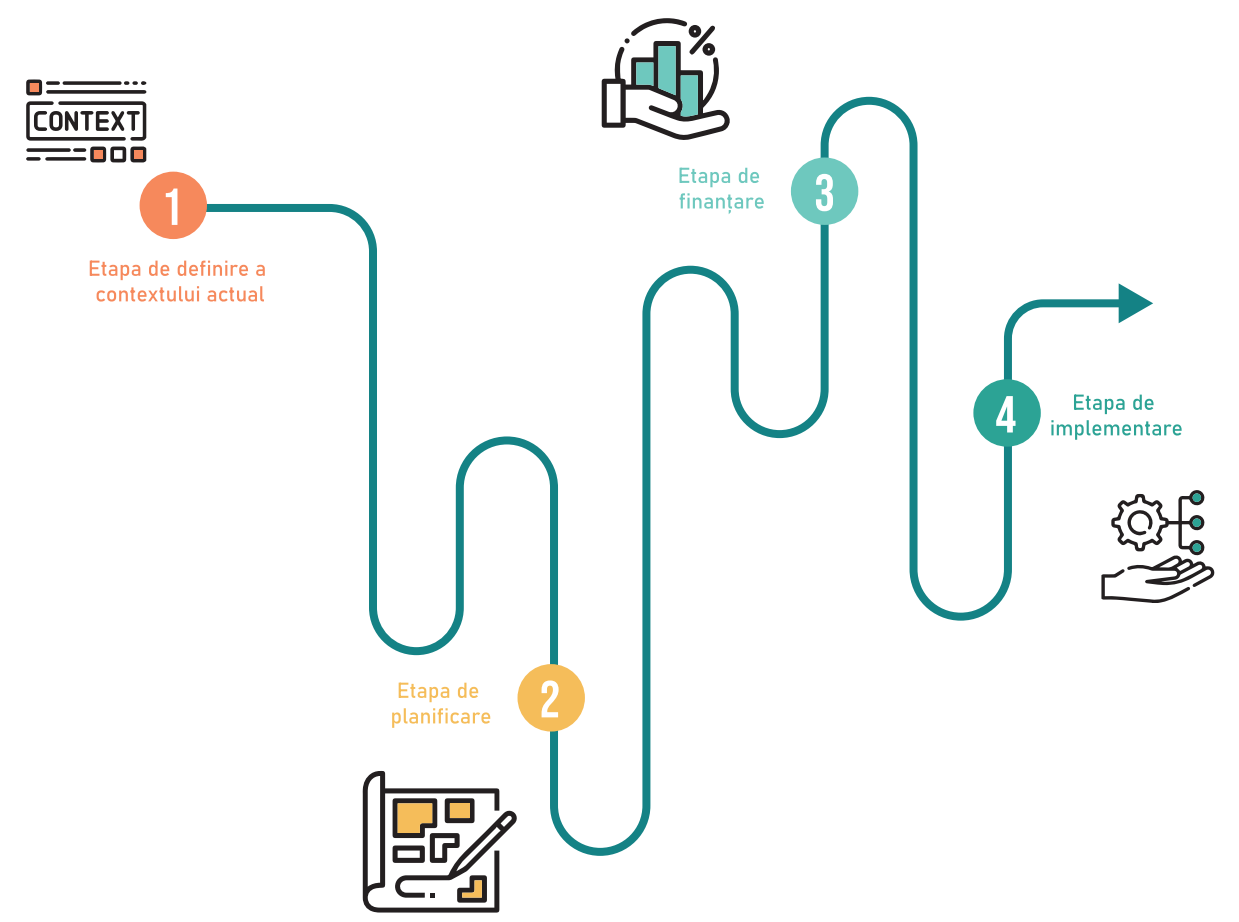 CONTEXT
1
Etapa de definire a
contextului actual
2
Etapa de
planificare
%
3
Etapa de
finanțare
4
Etapa de
implementare